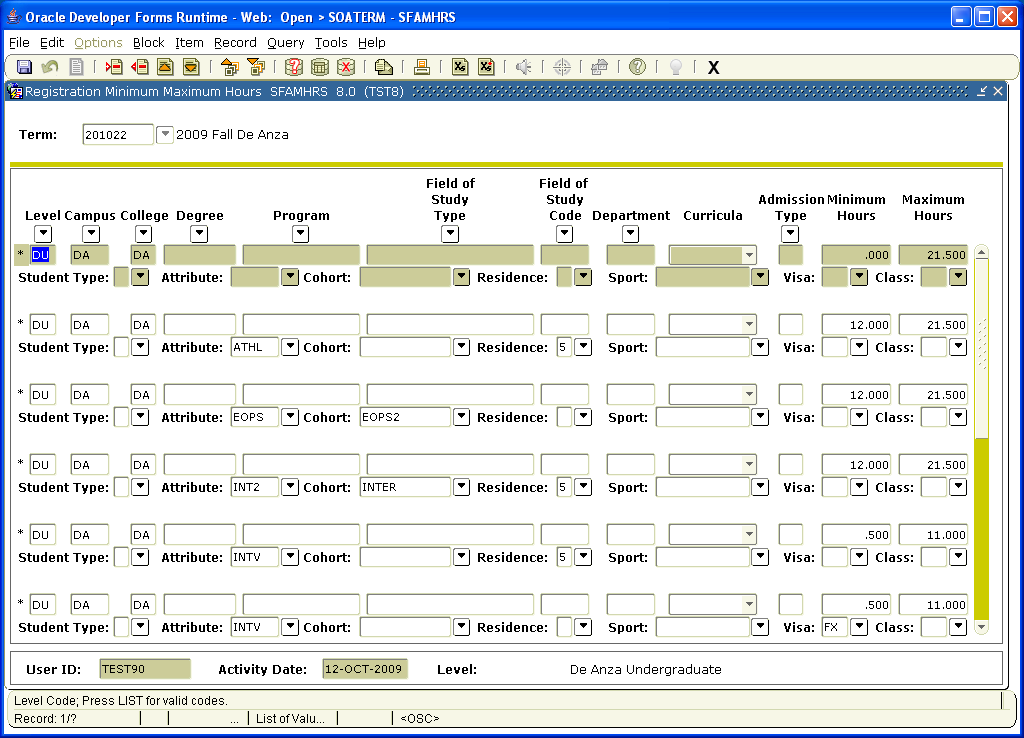 Oracle Developer Forms Runtime - Web: Open > SOATERM - SFAMHRS
File Edit Options Block Item Record Query Tools Help
X
Registration Minimum Maximum Hours SFAMHRS 8.0 (TST8)
Term: 201022 2009 Fall De Anza
Level Campus College Degree Program Field of Study Type Field of Study Code Department Curricula Admission Type Minimum Hours Maximum Hours
* DU DA DA .000 21.500
Student Type: Attribute: Cohort: Residence: Sport: Visa: Class:
* DU DA DA 12.000 21.500
Student Type: Attribute: ATHL Cohort: Residence: 5 Sport: Visa: Class:
* DU DA DA 12.000 21.500
Student Type: Attribute: EOPS Cohort: EOPS2 Residence: Sport: Visa: Class:
* DU DA DA 12.000 21.500
Student Type: Attribute: INT2 Cohort: INTER Residence: 5 Sport: Visa: Class:
* DU DA DA .500 11.000
Student Type: Attribute: INTV Cohort: Residence: 5 Sport: Visa: Class:
* DU DA DA .500 11.000
Student Type: Attribute: INTV Cohort: Residence: Sport: Visa: FX Class:
User ID: TEST90 Activity Date: 12-OCT-2009 Level: De Anza Undergraduate
Level Code; Press LIST for valid codes.
Record: 1/? ... List of Valu... <OSC>